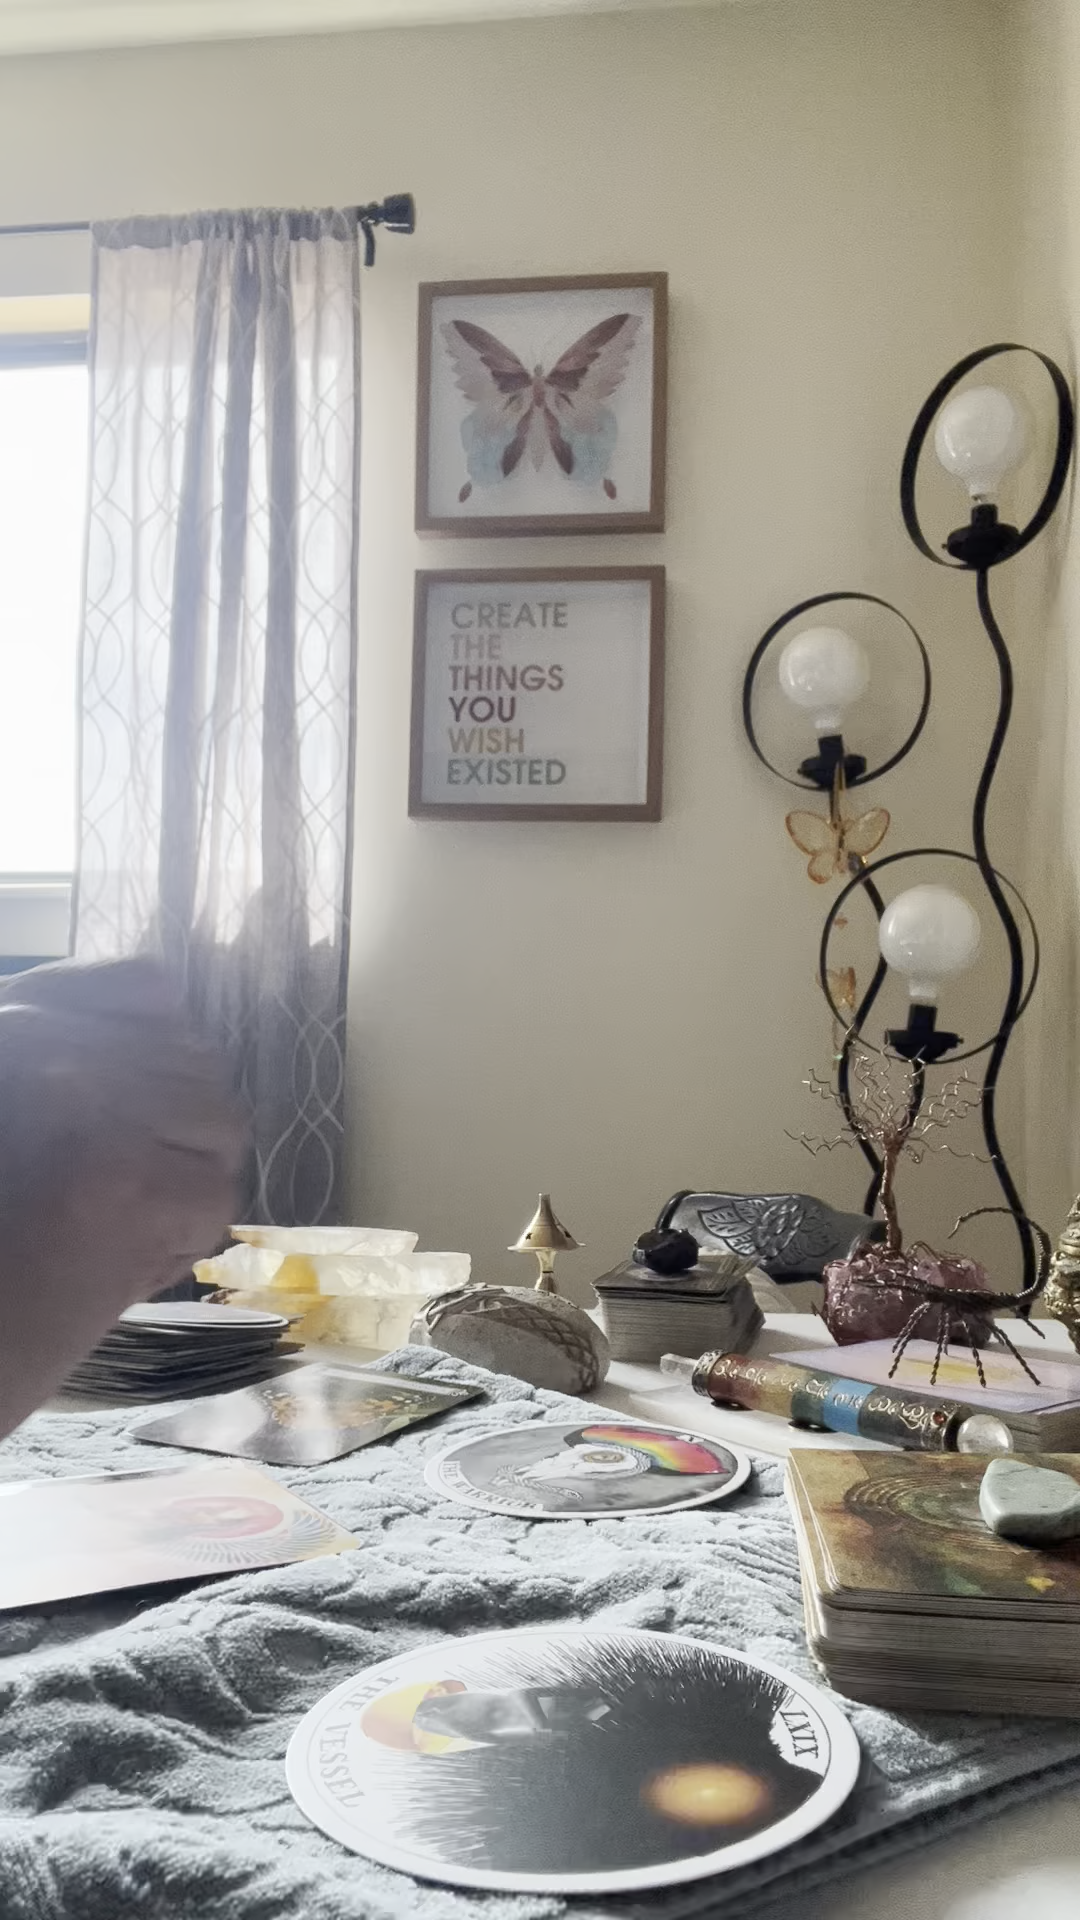 CREATE
THE
THINGS
YOU
WISH
EXISTED
THE WARRIOR
THE VESSEL
LXIX